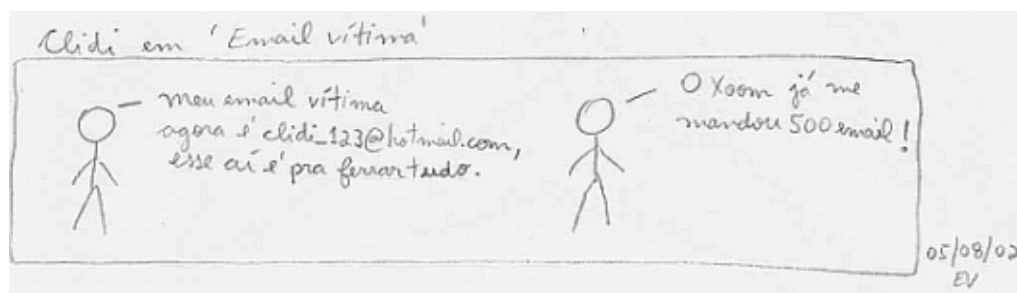 Clidi em 'Email vítima'
meu email vítima
agora é clidi_123@hotmail.com,
esse aí é pra ferrar tudo.
O Xoom já me
mandou 500 email!
05/08/02
EV